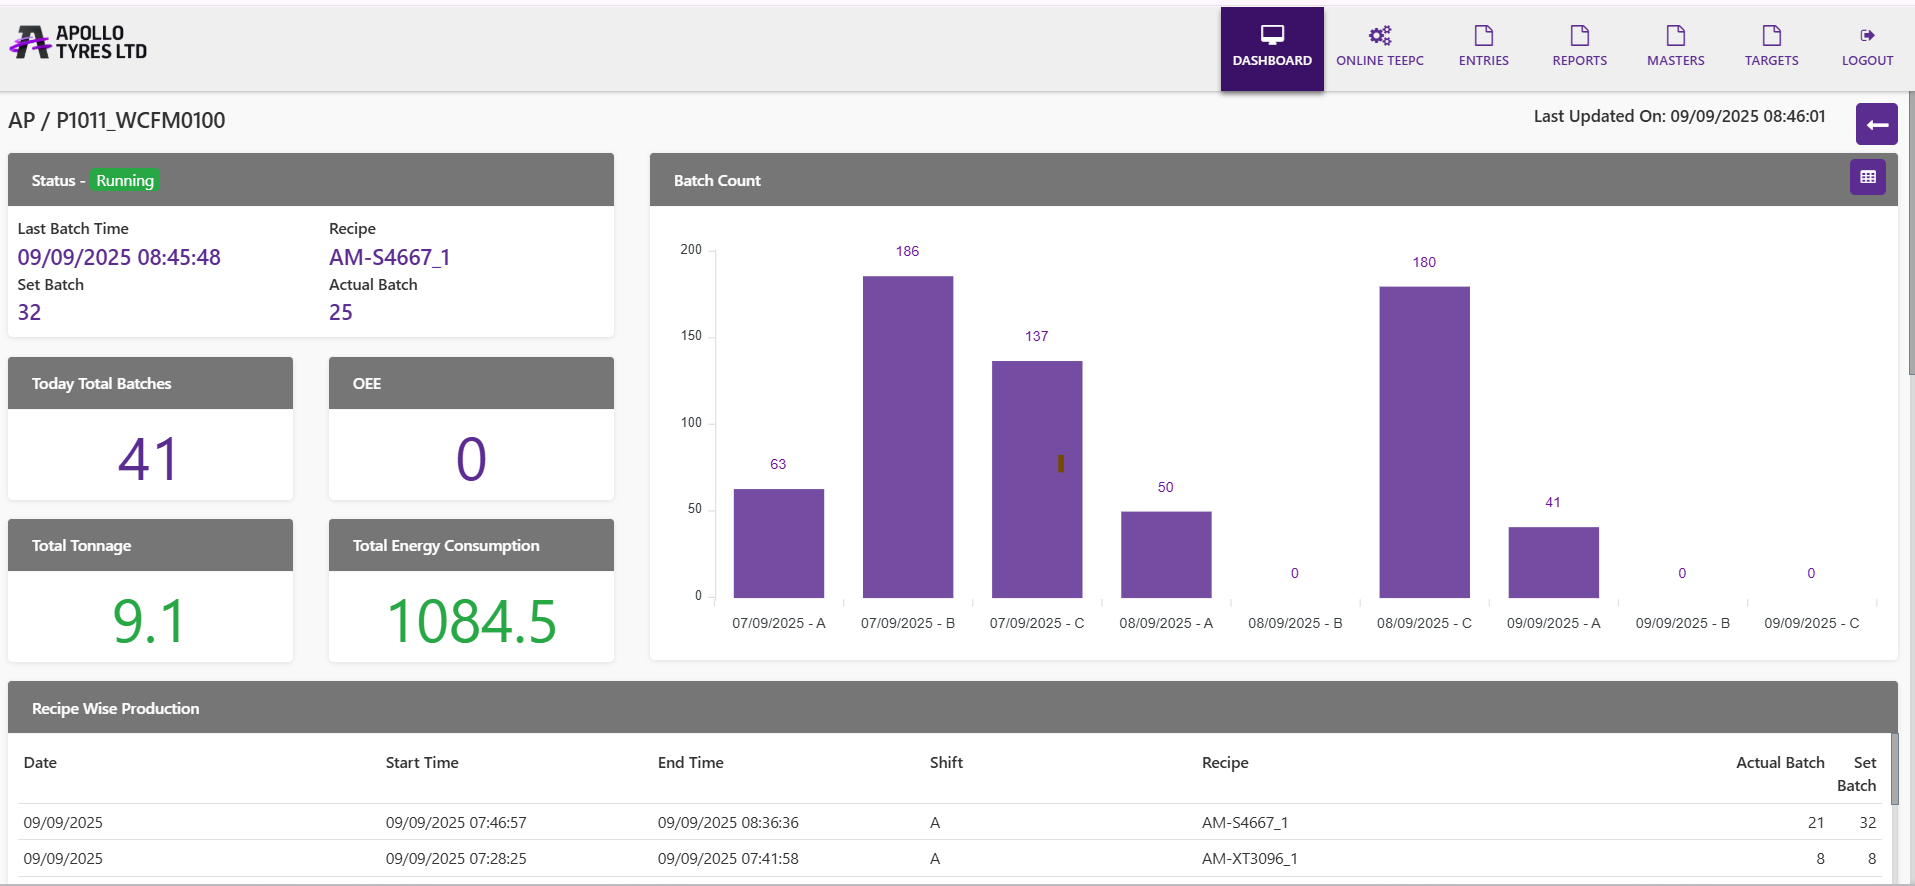 APOLLO
TYRES LTD
DASHBOARD
ONLINE TEEPC
ENTRIES
REPORTS
MASTERS
TARGETS
LOGOUT
AP / P1011_WCFM0100
Last Updated On: 09/09/2025 08:46:01
Status - Running
Last Batch Time
Recipe
09/09/2025 08:45:48
AM-S4667_1
Set Batch
Actual Batch
32
25
Today Total Batches
OEE
41
0
Total Tonnage
Total Energy Consumption
9.1
1084.5
Batch Count
200
150
100
50
0
63
186
137
50
0
180
41
0
0
07/09/2025 - A
07/09/2025 - B
07/09/2025 - C
08/09/2025 - A
08/09/2025 - B
08/09/2025 - C
09/09/2025 - A
09/09/2025 - B
09/09/2025 - C
Recipe Wise Production
Date Start Time End Time Shift Recipe Actual Batch Set Batch
09/09/2025 09/09/2025 07:46:57 09/09/2025 08:36:36 A AM-S4667_1 21 32
09/09/2025 09/09/2025 07:28:25 09/09/2025 07:41:58 A AM-XT3096_1 8 8